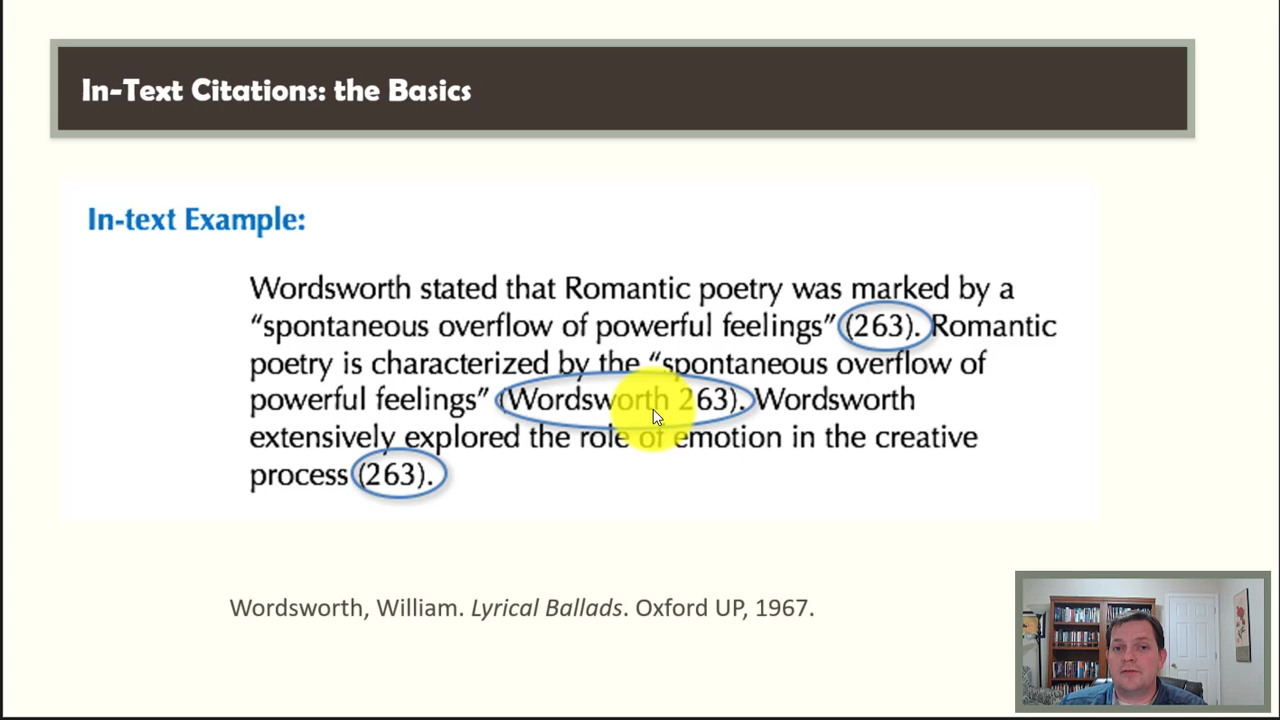 In-Text Citations: the Basics
In-text Example:
Wordsworth stated that Romantic poetry was marked by a
“spontaneous overflow of powerful feelings” (263). Romantic
poetry is characterized by the “spontaneous overflow of
powerful feelings” (Wordsworth 263). Wordsworth
extensively explored the role of emotion in the creative
process (263).
Wordsworth, William. Lyrical Ballads. Oxford UP, 1967.